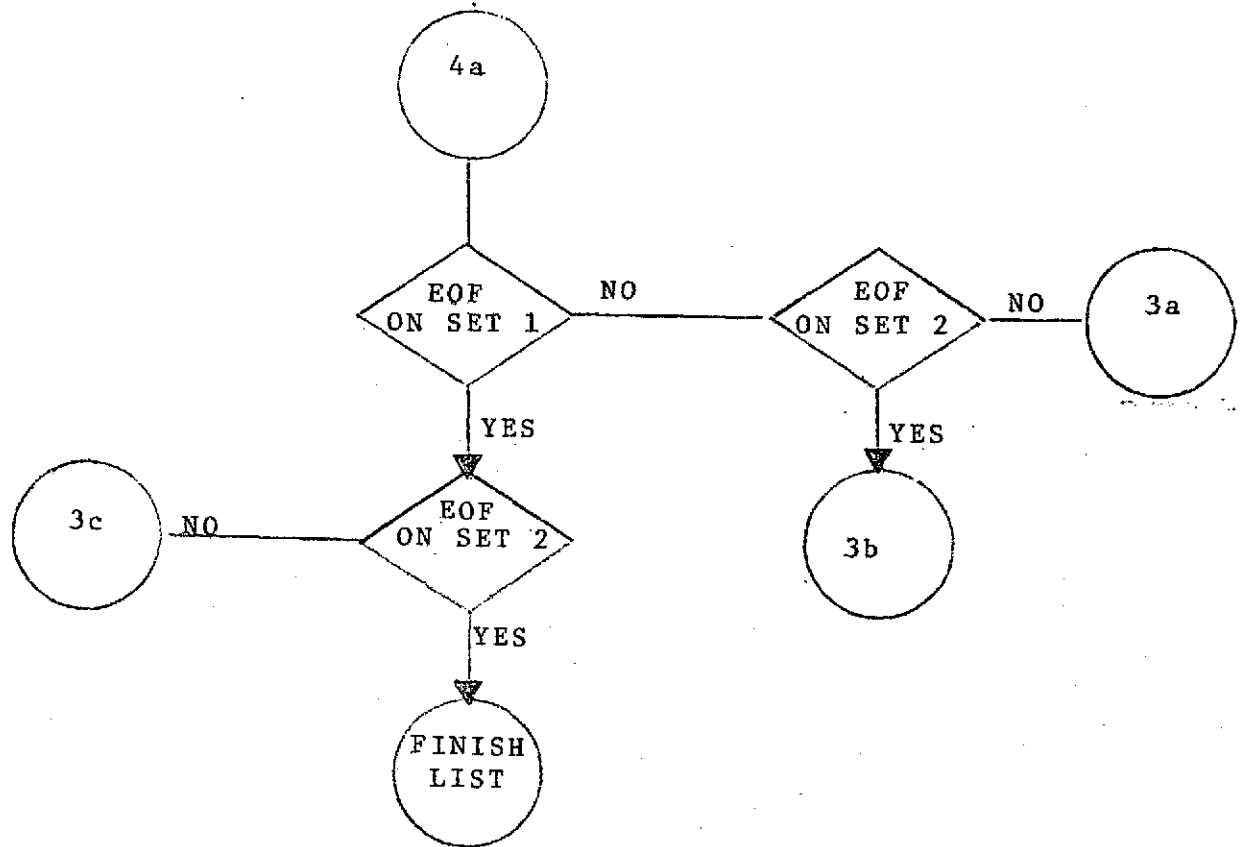 4a
EOF
ON SET 1
NO
EOF
ON SET 2
NO
3a
YES
YES
3c
NO
EOF
ON SET 2
3b
YES
FINISH
LIST